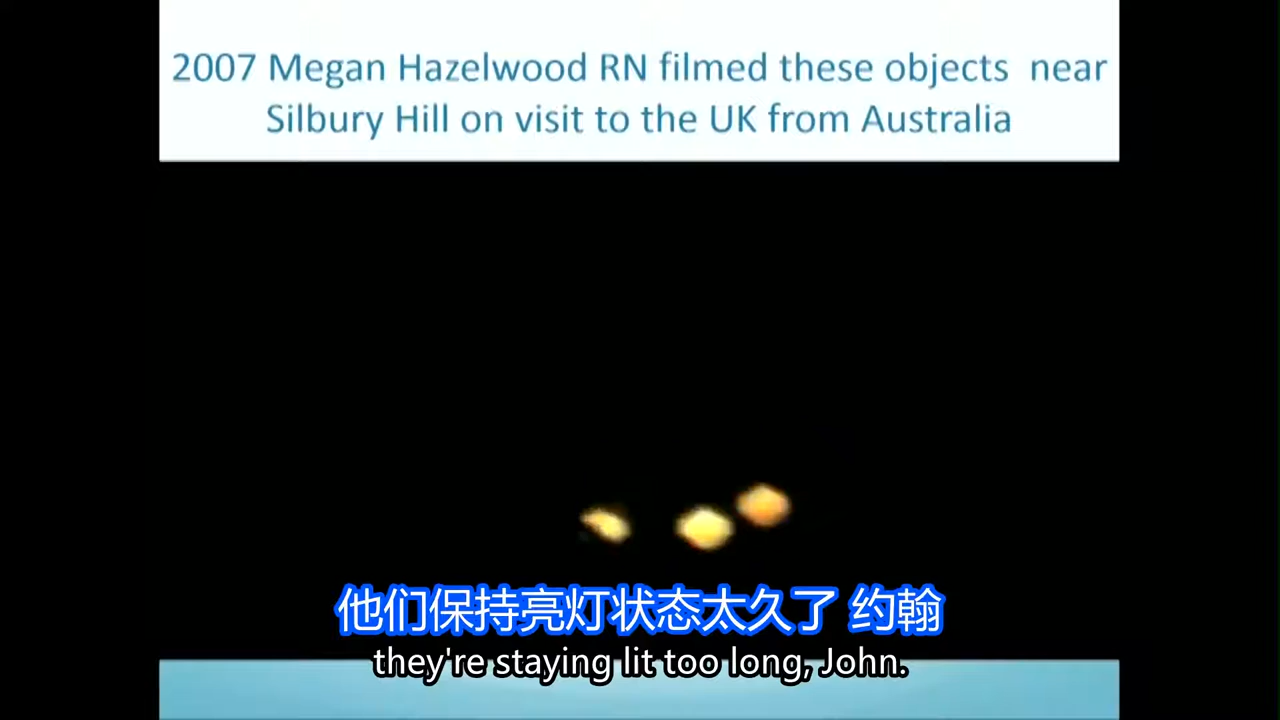 2007 Megan Hazelwood RN filmed these objects near
Silbury Hill on visit to the UK from Australia
他们保持亮灯状态太久了 约翰
they're staying lit too long, John.